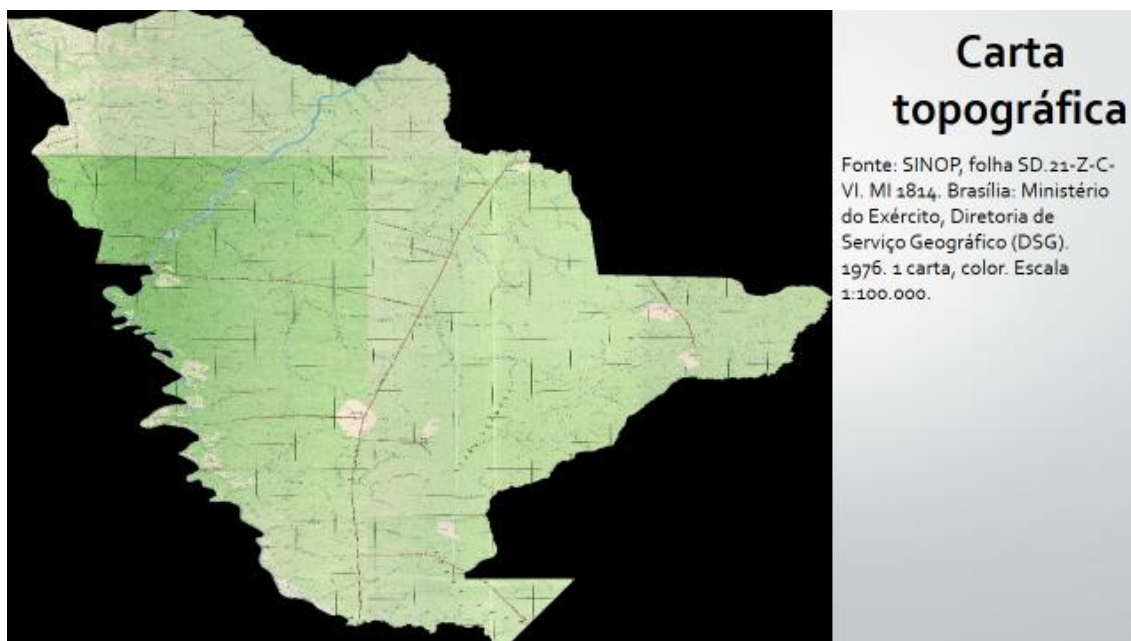 Carta
topográfica
Fonte: SINOP, folha SD.21-Z-C-
VI. MI 1814. Brasília: Ministério
do Exército, Diretoria de
Serviço Geográfico (DSG).
1976. 1 carta, color. Escala
1:100.000.